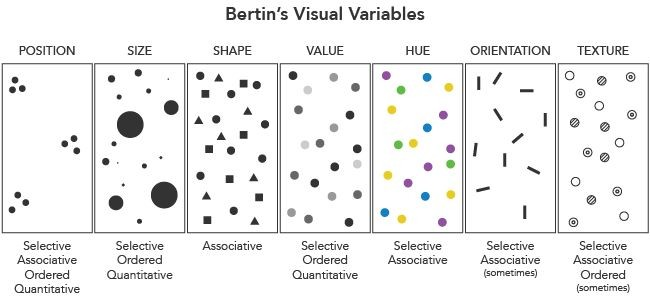 Bertin's Visual Variables
POSITION
SIZE
SHAPE
VALUE
HUE
ORIENTATION
TEXTURE
Selective
Associative
Ordered
Quantitative
Selective
Ordered
Quantitative
Associative
Selective
Ordered
Quantitative
Selective
Associative
Selective
Associative
(sometimes)
Selective
Associative
Ordered
(sometimes)